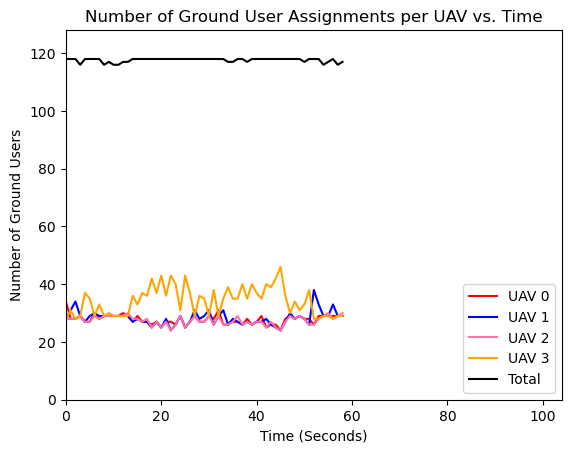 Number of Ground User Assignments per UAV vs. Time
Number of Ground Users
120
100
80
60
40
20
0
0 20 40 60 80 100
Time (Seconds)
UAV 0
UAV 1
UAV 2
UAV 3
Total